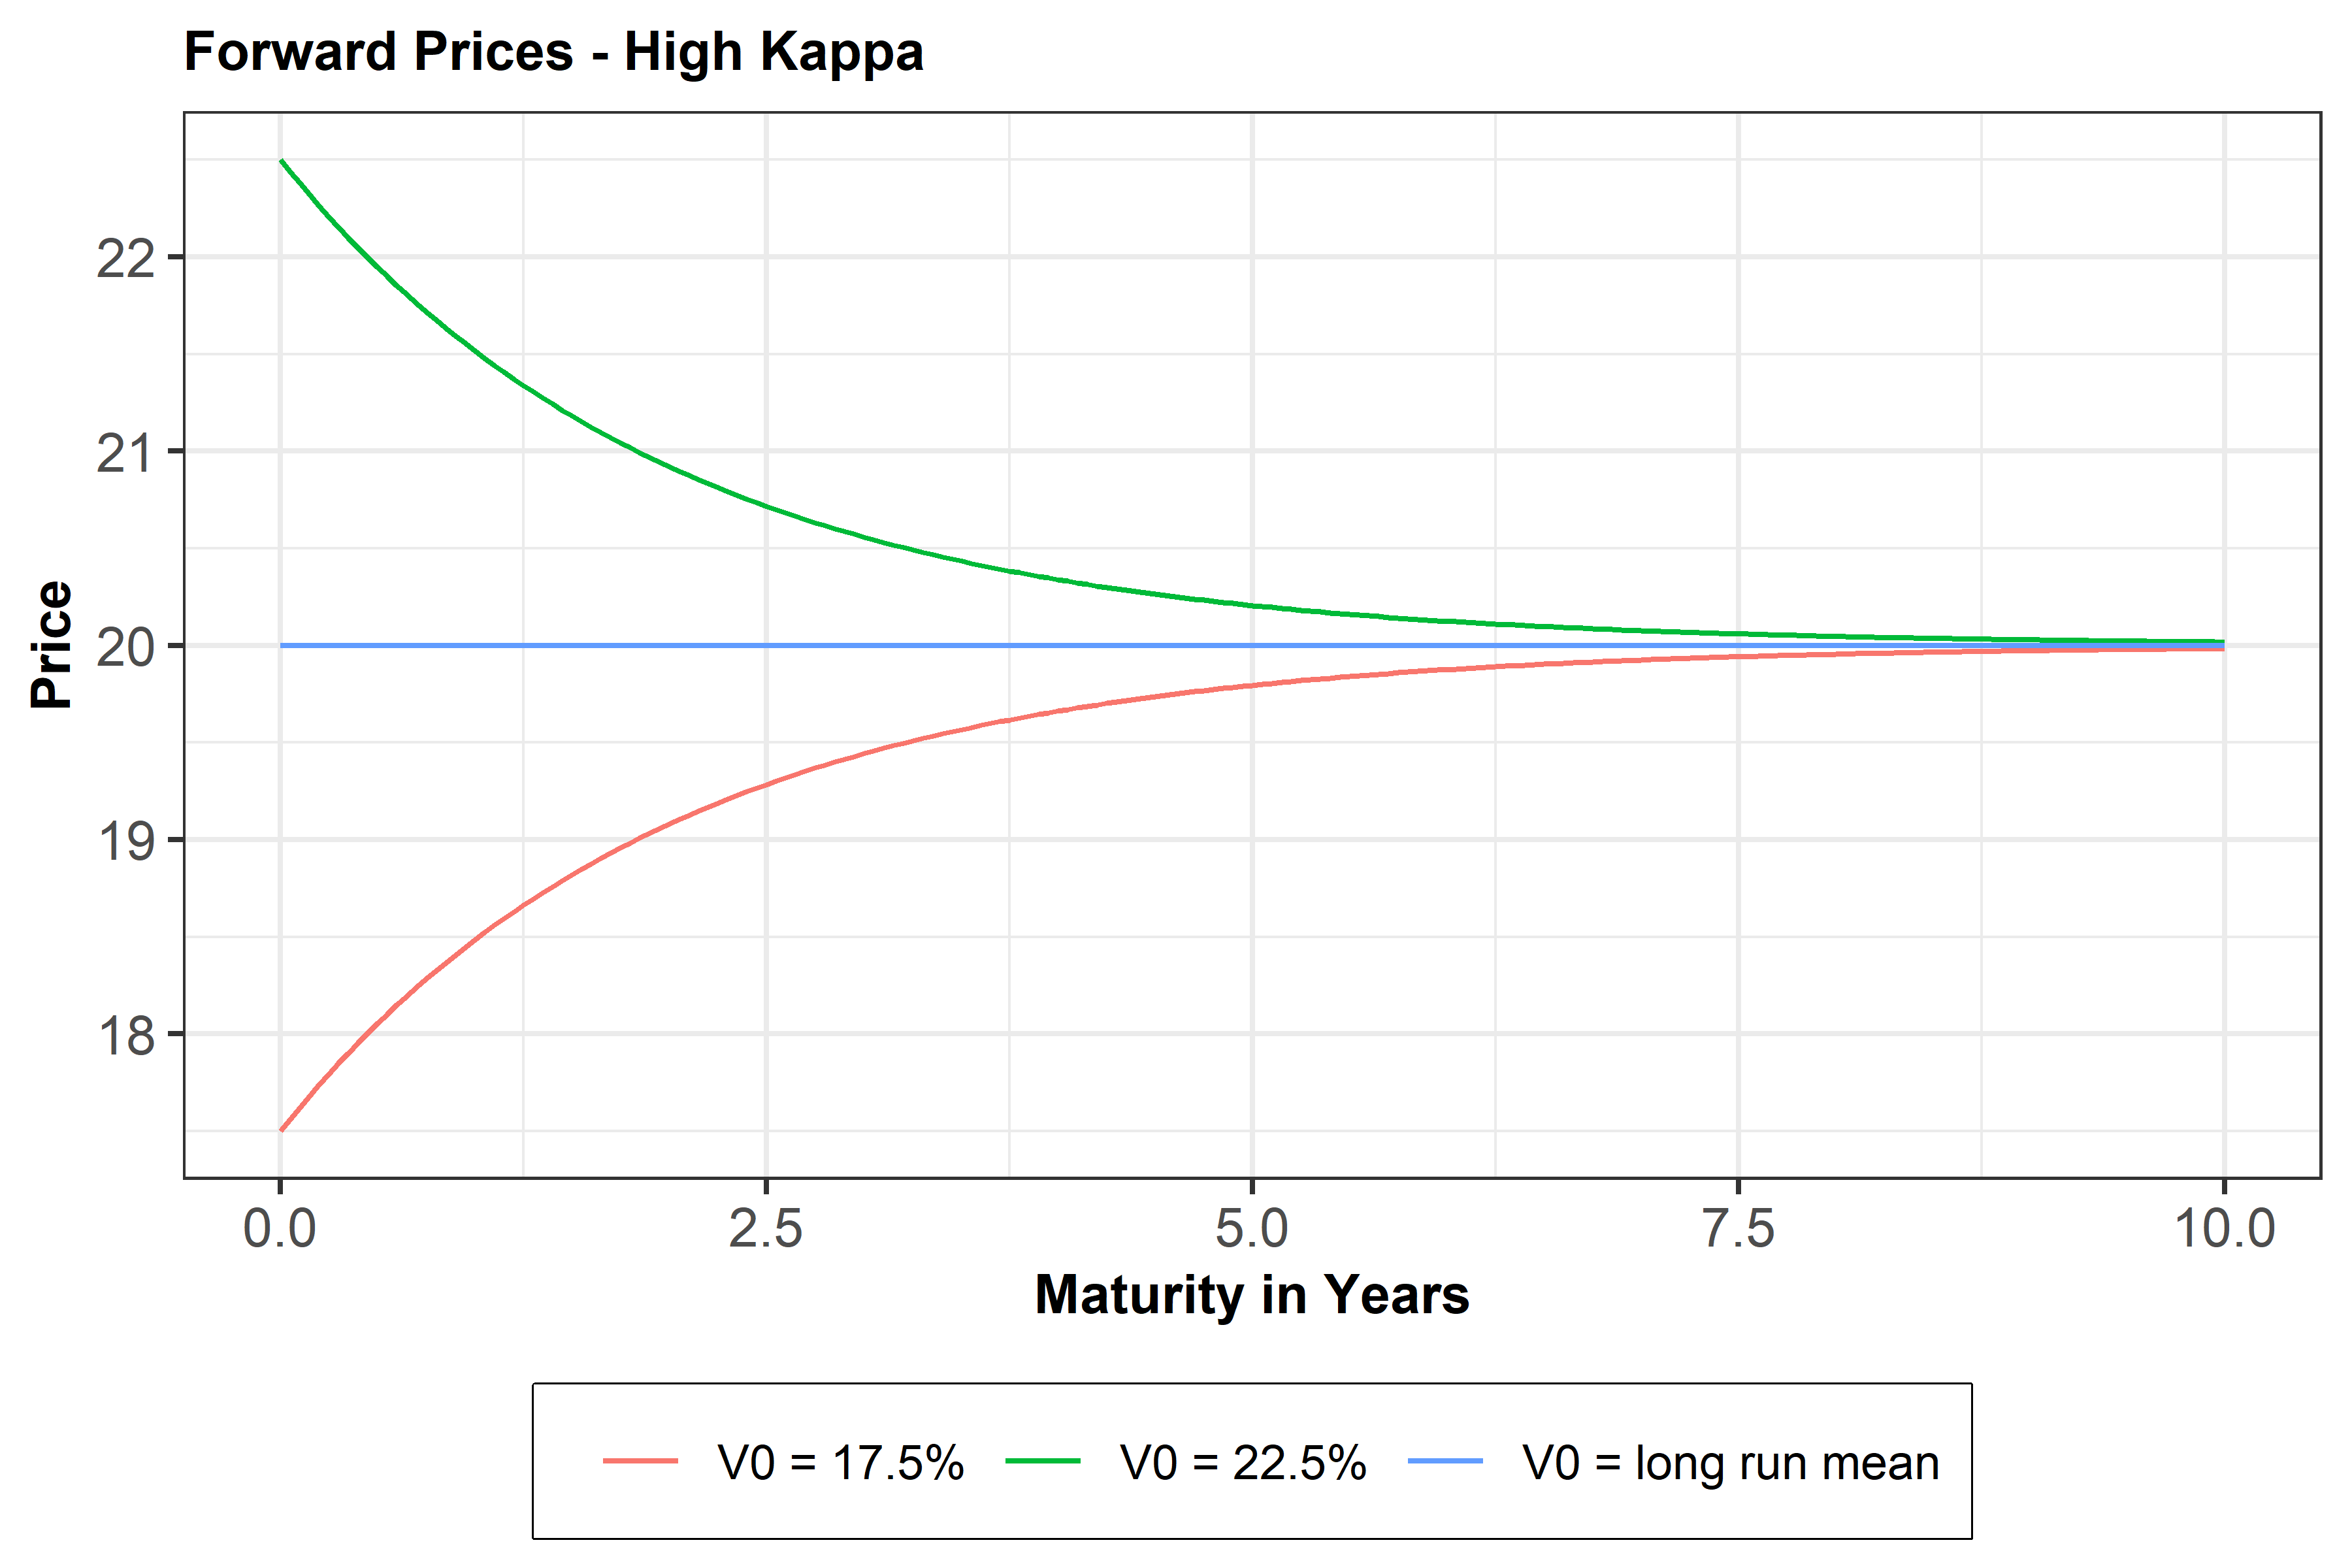 Forward Prices - High Kappa
Price
22
21
20
19
18
0.0 2.5 5.0 7.5 10.0
Maturity in Years
V0 = 17.5% V0 = 22.5% V0 = long run mean